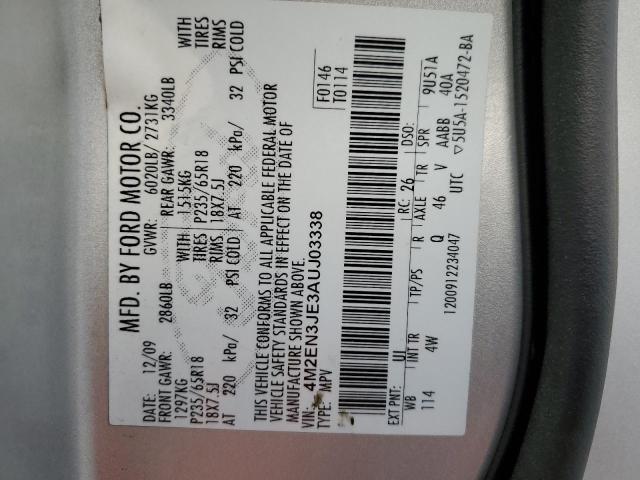 MFD. BY FORD MOTOR CO.
DATE: 12/09 GVWR: 6020LB/ 2731KG
FRONT GAWR: 2860LB REAR GAWR: 3340LB
1297KG WITH 1515KG WITH
P235/65R18 TIRES P235/65R18 TIRES
18X7.5J RIMS 18X7.5J RIMS
AT 220 kPa/ 32 PSI COLD AT 220 kPa/ 32 PSI COLD
THIS VEHICLE CONFORMS TO ALL APPLICABLE FEDERAL MOTOR
VEHICLE SAFETY STANDARDS IN EFFECT ON THE DATE OF
MANUFACTURE SHOWN ABOVE.
VIN: 4M2EN3JE3AUJ03338
TYPE: MPV
F0146
T0114
EXT PNT: UJ RC: 26 DSO:
WB INT TR TP/PS R AXLE TR SPR 9U51A
114 4W Q 46 V AABB 40A
1200912234047 UTC ▽5U5A-1520472-BA